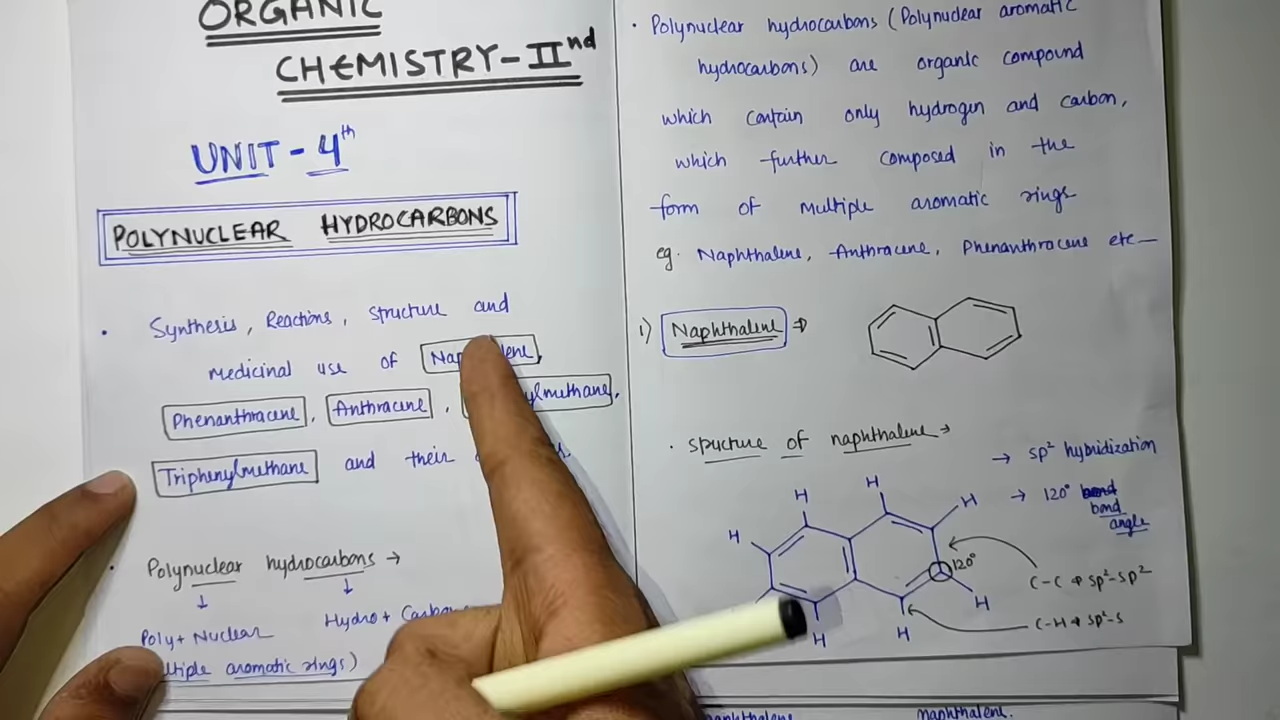 ORGANIC
CHEMISTRY-IInd
UNIT-4th
POLYNUCLEAR HYDROCARBONS
• Synthesis, Reactions, structure and
medicinal use of
Phenanthracene, Anthracene,
Triphenylmethane and their
• Polynuclear hydrocarbons →
↓ ↓
Poly+ Nuclear Hydro+
aromatic rings)
• Polynuclear hydrocarbons (Polynuclear aromatic
hydrocarbons) are organic compound
which contain only hydrogen and carbon,
which further composed in the
form of multiple aromatic rings
eg. Naphthalene, Anthracene, Phenanthracene etc—
1) Naphthalene ⇒
• structure of naphthalene →
→ sp² hybridization
→ 120° bond
bond
angle
H H H
H
120°
C-C → sp²-sp²
H
C-H → sp²-s
H H
naphthalene naphthalene.